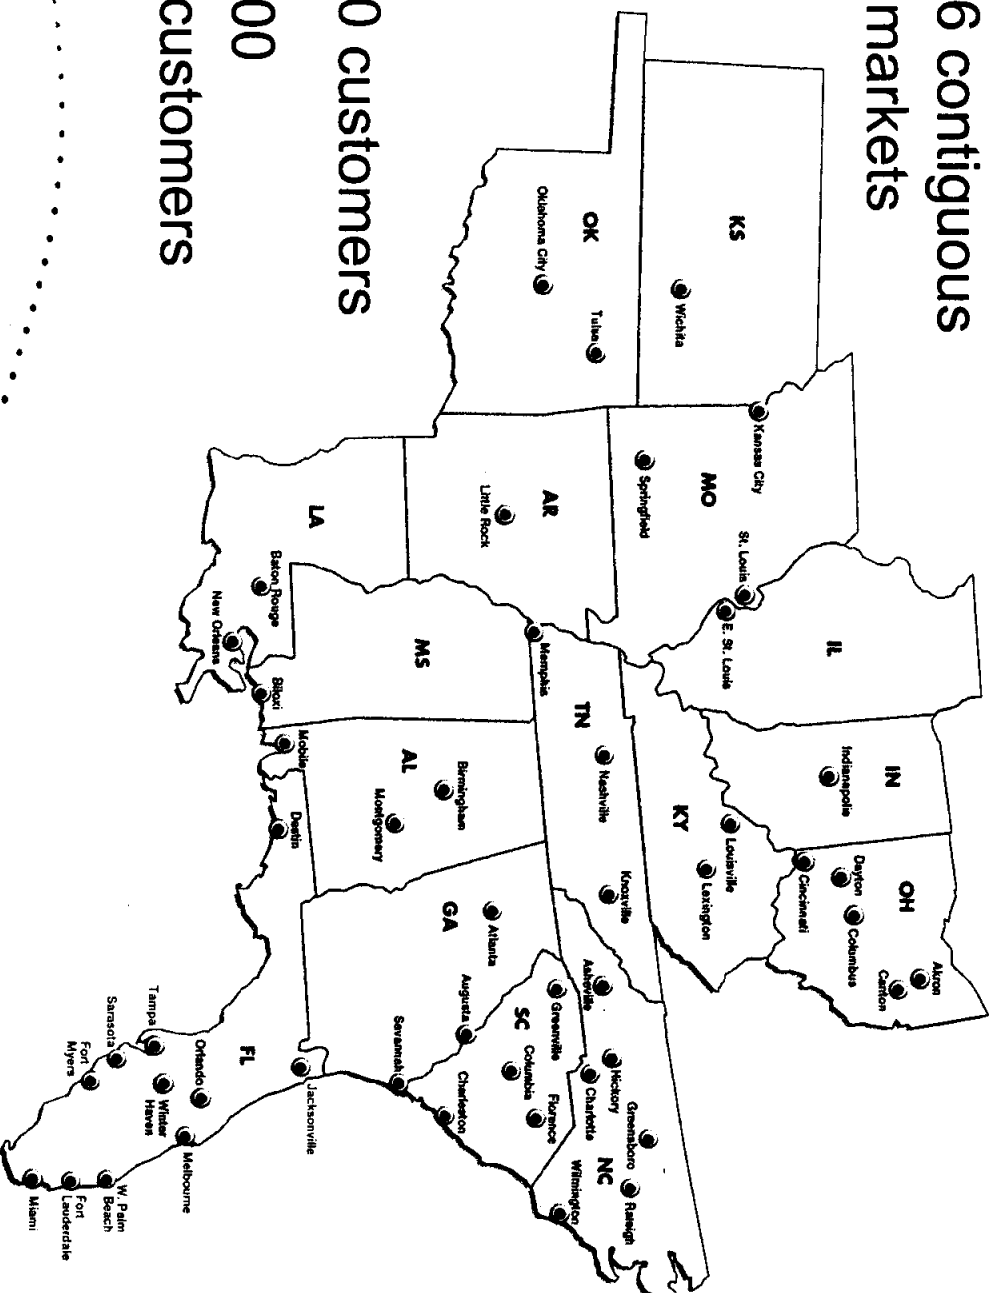 6 contiguous
markets
0 customers
00
customers
KS
Wichita
OK
Oklahoma City
Tulsa
Kansas City
MO
Springfield
St. Louis
E. St. Louis
IL
AR
Little Rock
LA
Baton Rouge
New Orleans
Biloxi
MS
Memphis
TN
Nashville
Knoxville
KY
Louisville
Lexington
IN
Indianapolis
OH
Dayton
Columbus
Cincinnati
Akron
Canton
AL
Birmingham
Montgomery
Mobile
Destin
GA
Atlanta
Augusta
Savannah
SC
Greenville
Columbia
Florence
Charleston
Asheville
Hickory
Charlotte
Greensboro
NC
Raleigh
Wilmington
FL
Jacksonville
Orlando
Tampa
Winter
Haven
Sarasota
Fort
Myers
Melbourne
W. Palm
Beach
Fort
Lauderdale
Miami